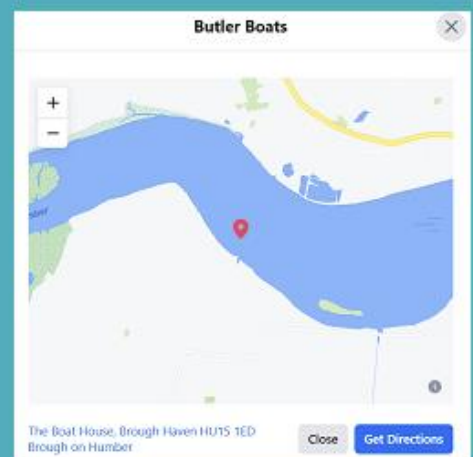 Butler Boats
+
−
The Boat House, Brough Haven HU15 1ED
Brough on Humber
Close
Get Directions